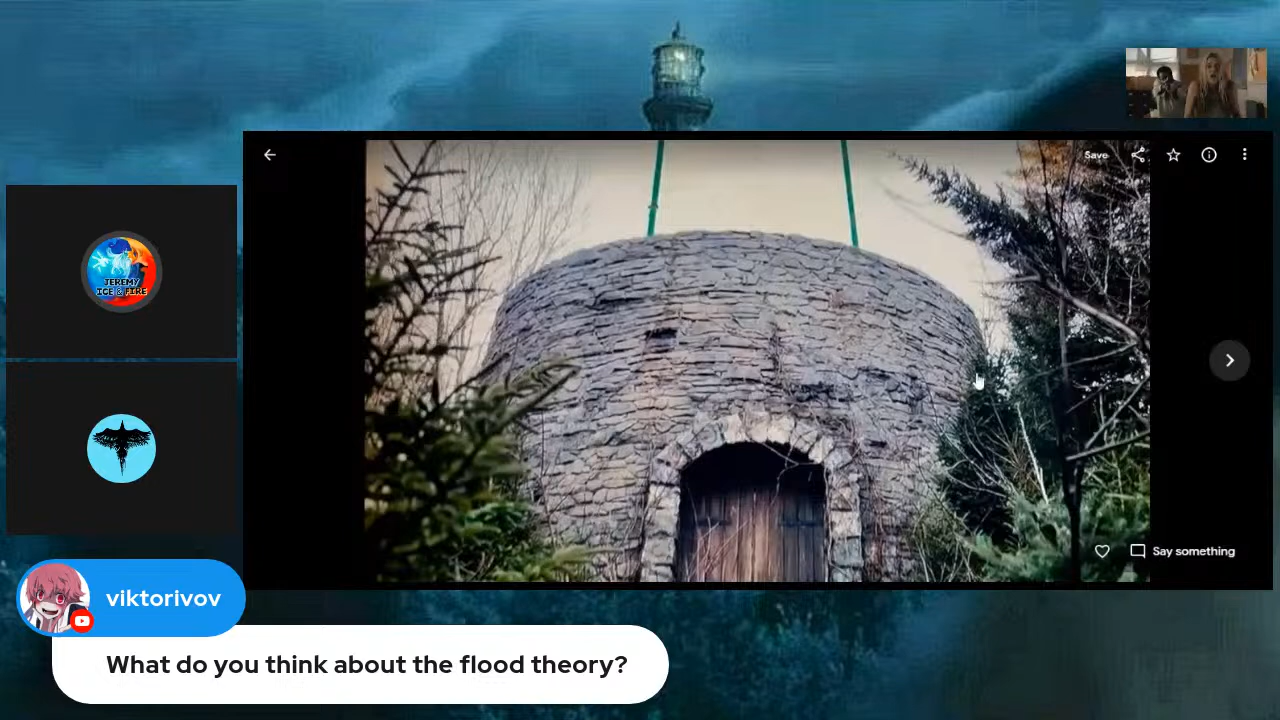 Save
JEREMY
ICE & FIRE
Say something
viktorivov
What do you think about the flood theory?